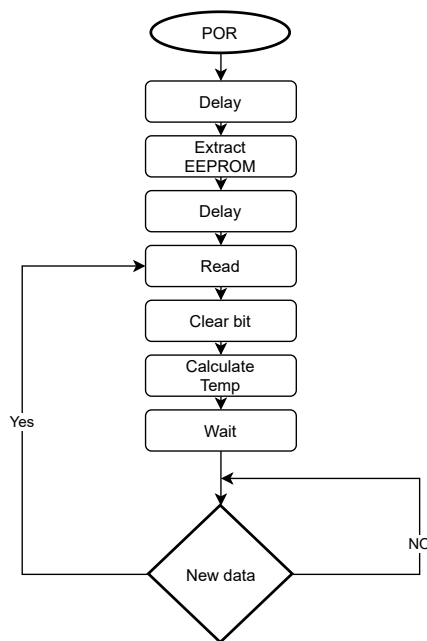 POR
Delay
Extract
EEPROM
Delay
Read
Clear bit
Calculate
Temp
Yes
Wait
NO
New data